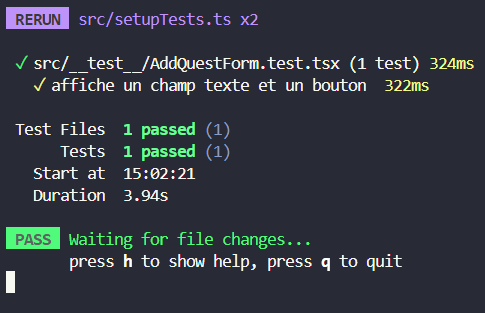 RERUN src/setupTests.ts x2
✓ src/__test__/AddQuestForm.test.tsx (1 test) 324ms
✓ affiche un champ texte et un bouton 322ms
Test Files 1 passed (1)
Tests 1 passed (1)
Start at 15:02:21
Duration 3.94s
PASS Waiting for file changes...
press h to show help, press q to quit